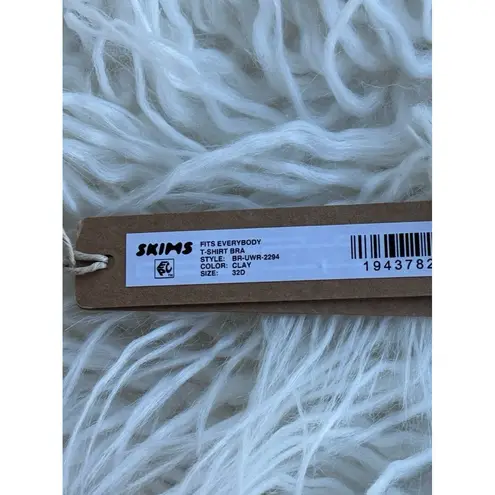 SKIMS
FITS EVERYBODY
T-SHIRT BRA
STYLE: BR-UWR-2294
COLOR: CLAY
SIZE: 32D
1943782